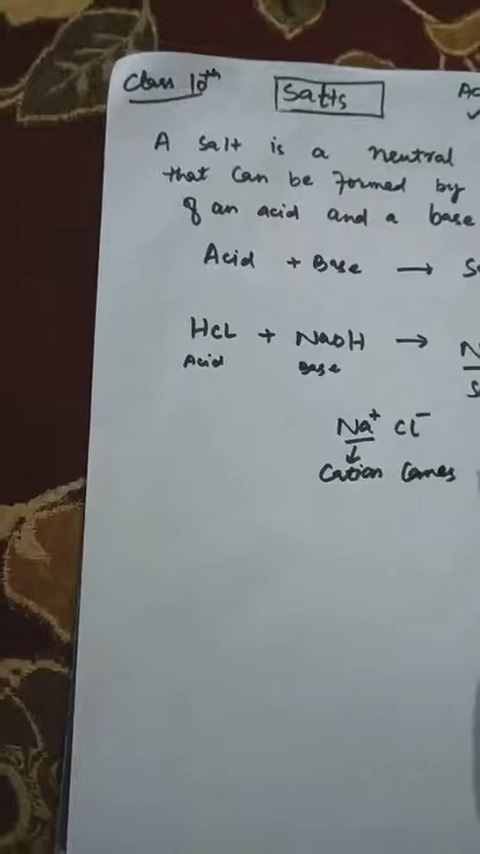 Class 10th
Salts
Ac
A Salt is a neutral
that can be formed by
of an acid and a base
Acid + Base → S
HCL + NaOH → N
Acid Base S
Na+ Cl-
↓
Cation Comes